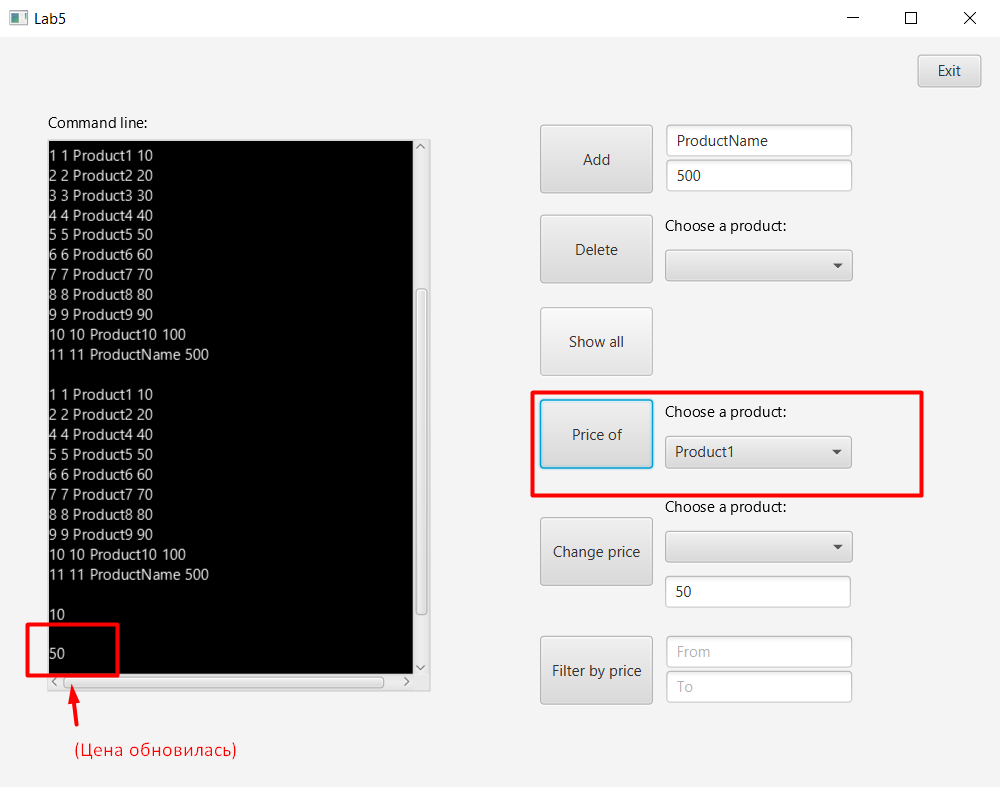 Lab5
Exit
Command line:
1 1 Product1 10
2 2 Product2 20
3 3 Product3 30
4 4 Product4 40
5 5 Product5 50
6 6 Product6 60
7 7 Product7 70
8 8 Product8 80
9 9 Product9 90
10 10 Product10 100
11 11 ProductName 500
1 1 Product1 10
2 2 Product2 20
4 4 Product4 40
5 5 Product5 50
6 6 Product6 60
7 7 Product7 70
8 8 Product8 80
9 9 Product9 90
10 10 Product10 100
11 11 ProductName 500
10
50
(Цена обновилась)
Add
ProductName
500
Delete
Choose a product:
Show all
Price of
Choose a product:
Product1
Change price
Choose a product:
50
Filter by price
From
To